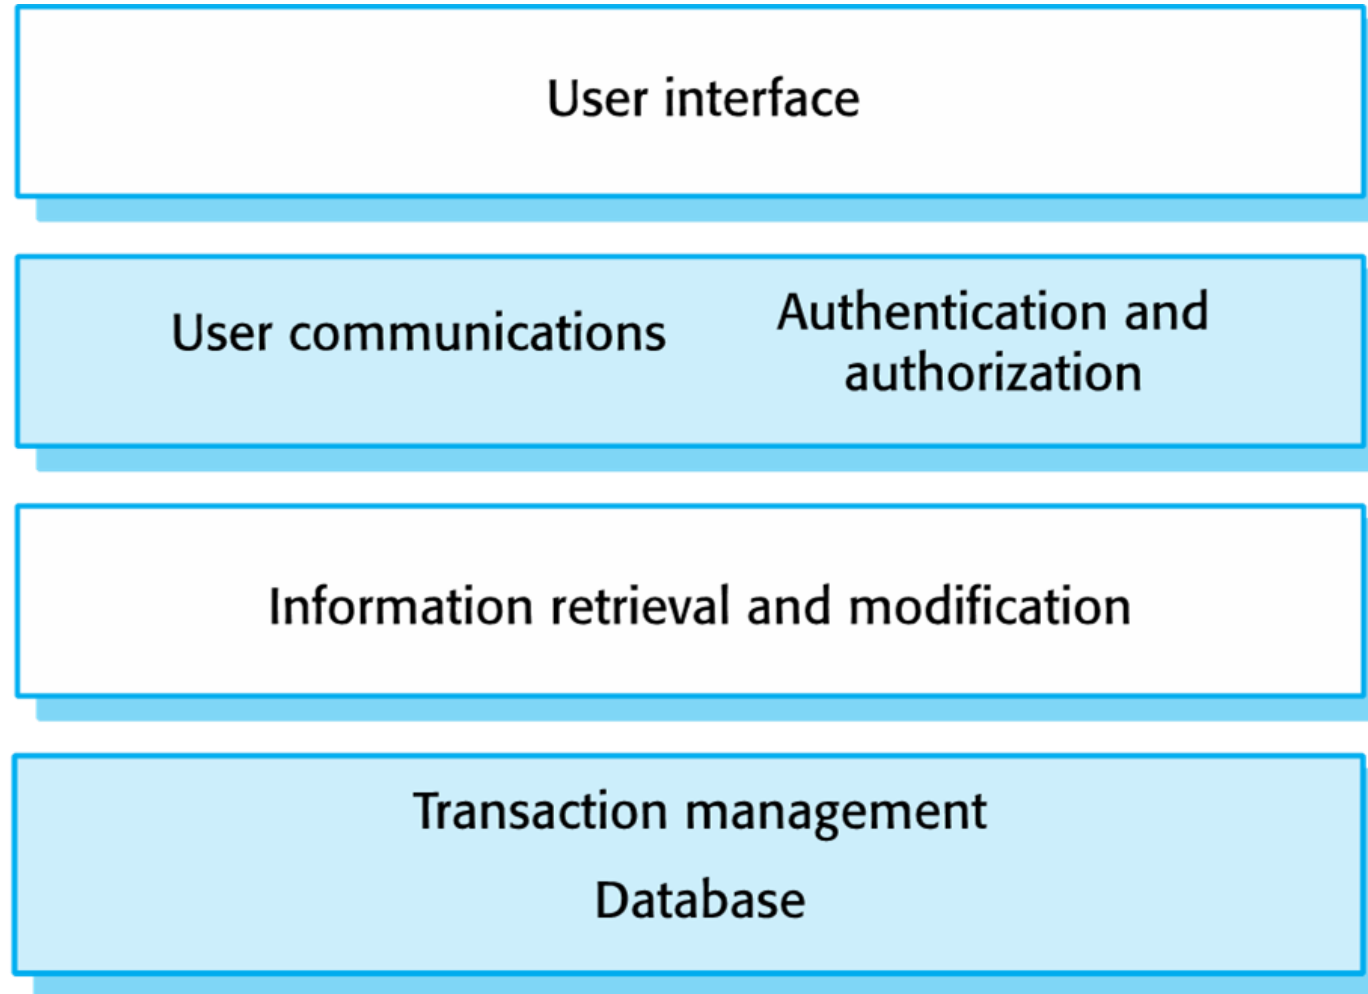 User interface
User communications
Authentication and
authorization
Information retrieval and modification
Transaction management
Database